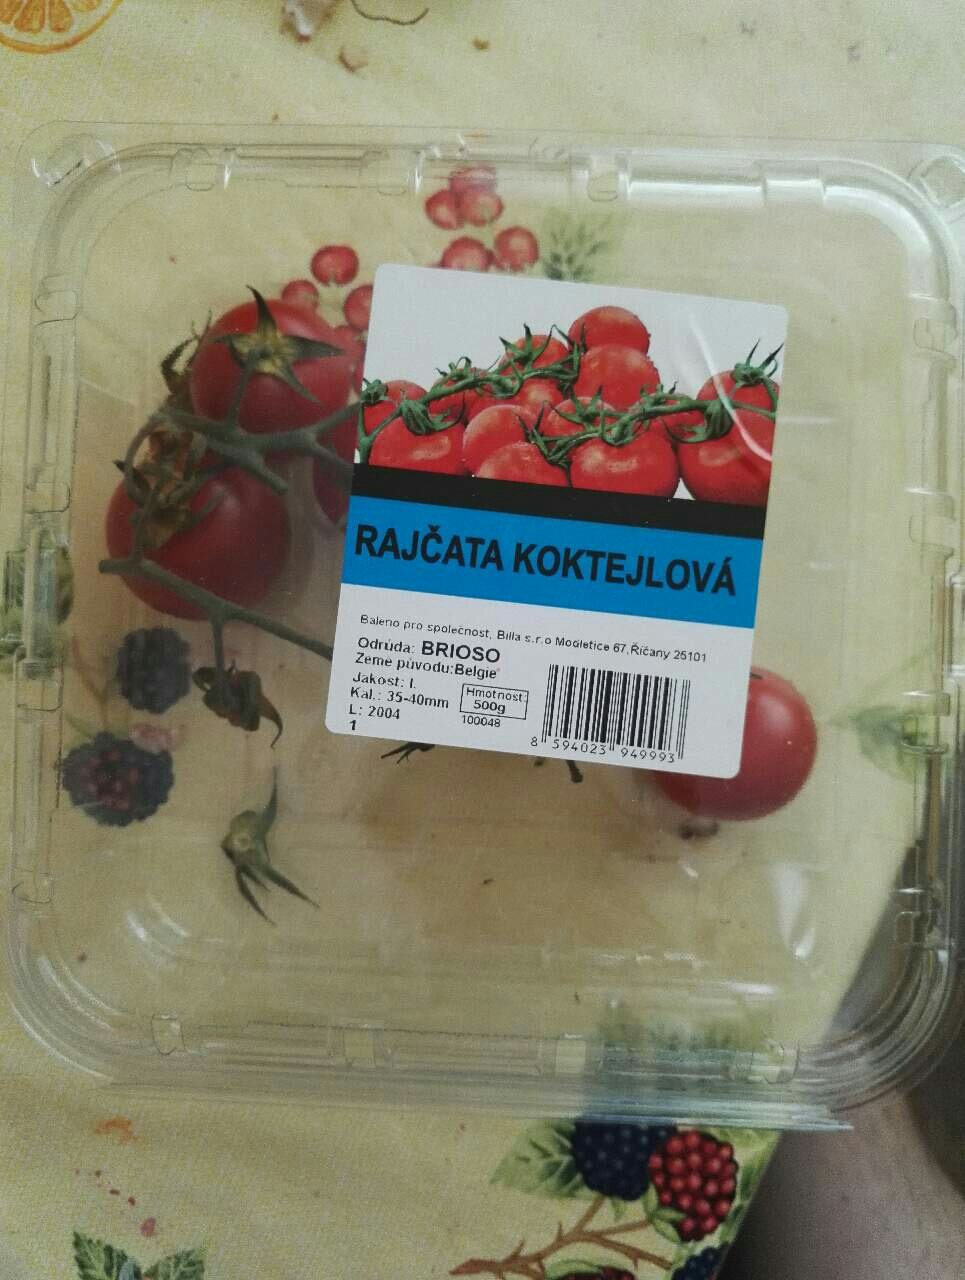 RAJČATA KOKTEJLOVÁ
Baleno pro společnost, Billa s.r.o Modletice 67,Říčany 25101
Odrůda: BRIOSO
Země původu:Belgie
Jakost: I.
Kal.: 35-40mm
L: 2004
1
Hmotnost:
500g
100048
8 594023 949993